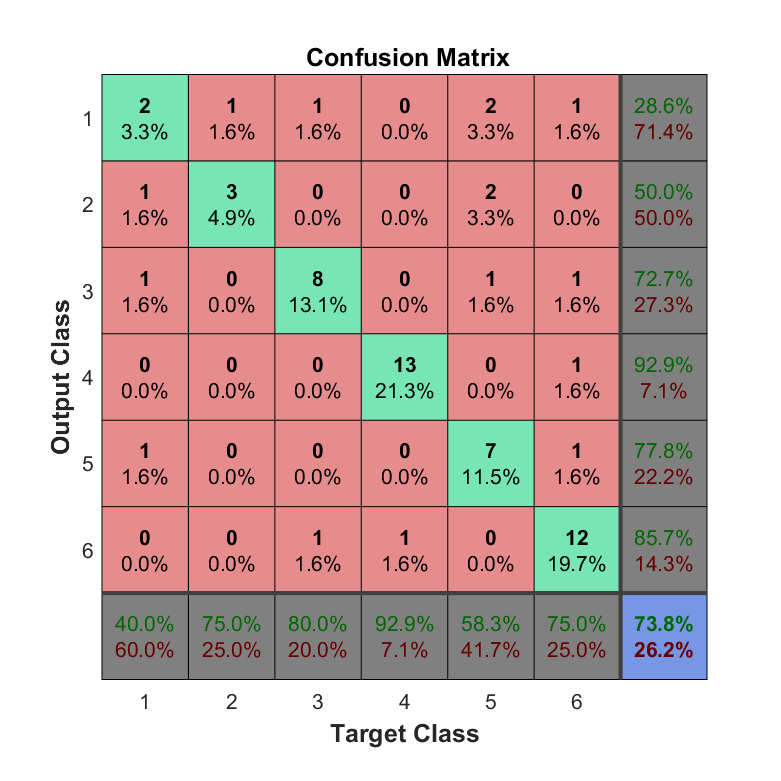 Confusion Matrix
2 1 1 0 2 1 28.6%
1
3.3% 1.6% 1.6% 0.0% 3.3% 1.6% 71.4%
1 3 0 0 2 0 50.0%
2
1.6% 4.9% 0.0% 0.0% 3.3% 0.0% 50.0%
1 0 8 0 1 1 72.7%
3
1.6% 0.0% 13.1% 0.0% 1.6% 1.6% 27.3%
0 0 0 13 0 1 92.9%
4
0.0% 0.0% 0.0% 21.3% 0.0% 1.6% 7.1%
1 0 0 0 7 1 77.8%
5
1.6% 0.0% 0.0% 0.0% 11.5% 1.6% 22.2%
0 0 1 1 0 12 85.7%
6
0.0% 0.0% 1.6% 1.6% 0.0% 19.7% 14.3%
40.0% 75.0% 80.0% 92.9% 58.3% 75.0% 73.8%
60.0% 25.0% 20.0% 7.1% 41.7% 25.0% 26.2%
1 2 3 4 5 6
Target Class
Output Class